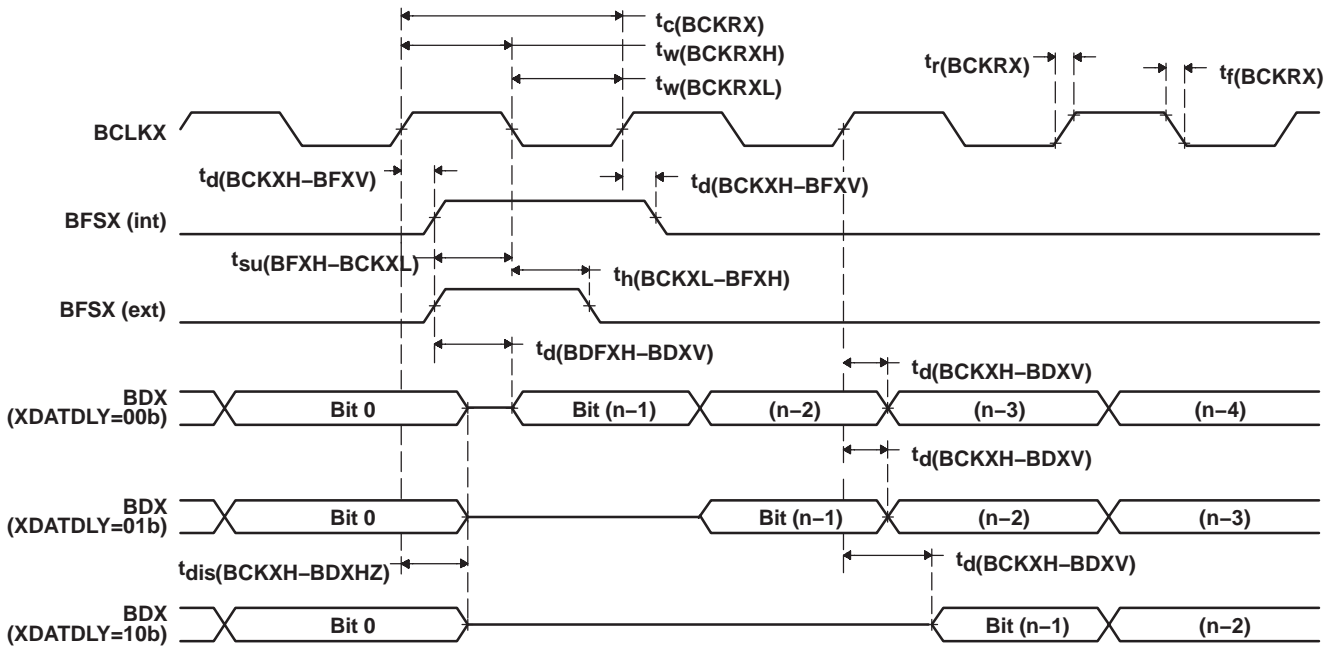 tc(BCKRX)
tw(BCKRXH)
tr(BCKRX)
tf(BCKRX)
tw(BCKRXL)
BCLKX
td(BCKXH–BFXV)
td(BCKXH–BFXV)
BFSX (int)
tsu(BFXH–BCKXL)
th(BCKXL–BFXH)
BFSX (ext)
td(BDFXH–BDXV)
td(BCKXH–BDXV)
BDX
(XDATDLY=00b)
Bit 0
Bit (n–1)
(n–2)
(n–3)
(n–4)
td(BCKXH–BDXV)
BDX
(XDATDLY=01b)
Bit 0
Bit (n–1)
(n–2)
(n–3)
tdis(BCKXH–BDXHZ)
td(BCKXH–BDXV)
BDX
(XDATDLY=10b)
Bit 0
Bit (n–1)
(n–2)